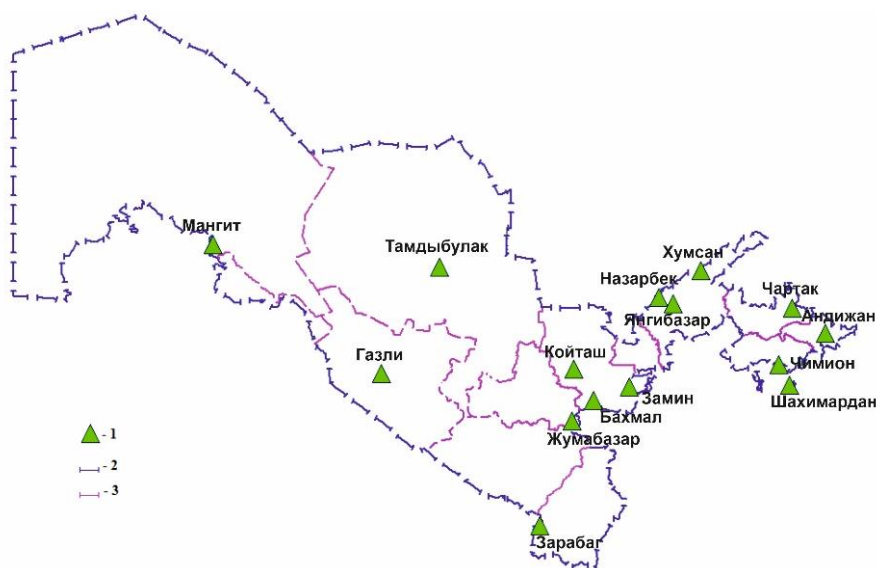 Мангит
Тамдыбулак
Хумсан
Назарбек
Чартак
Янгибазар
Андижан
Газли
Койташ
Чимион
Замин
Шахимардан
Бахмал
Жумабазар
- 1
- 2
- 3
Зарабаг